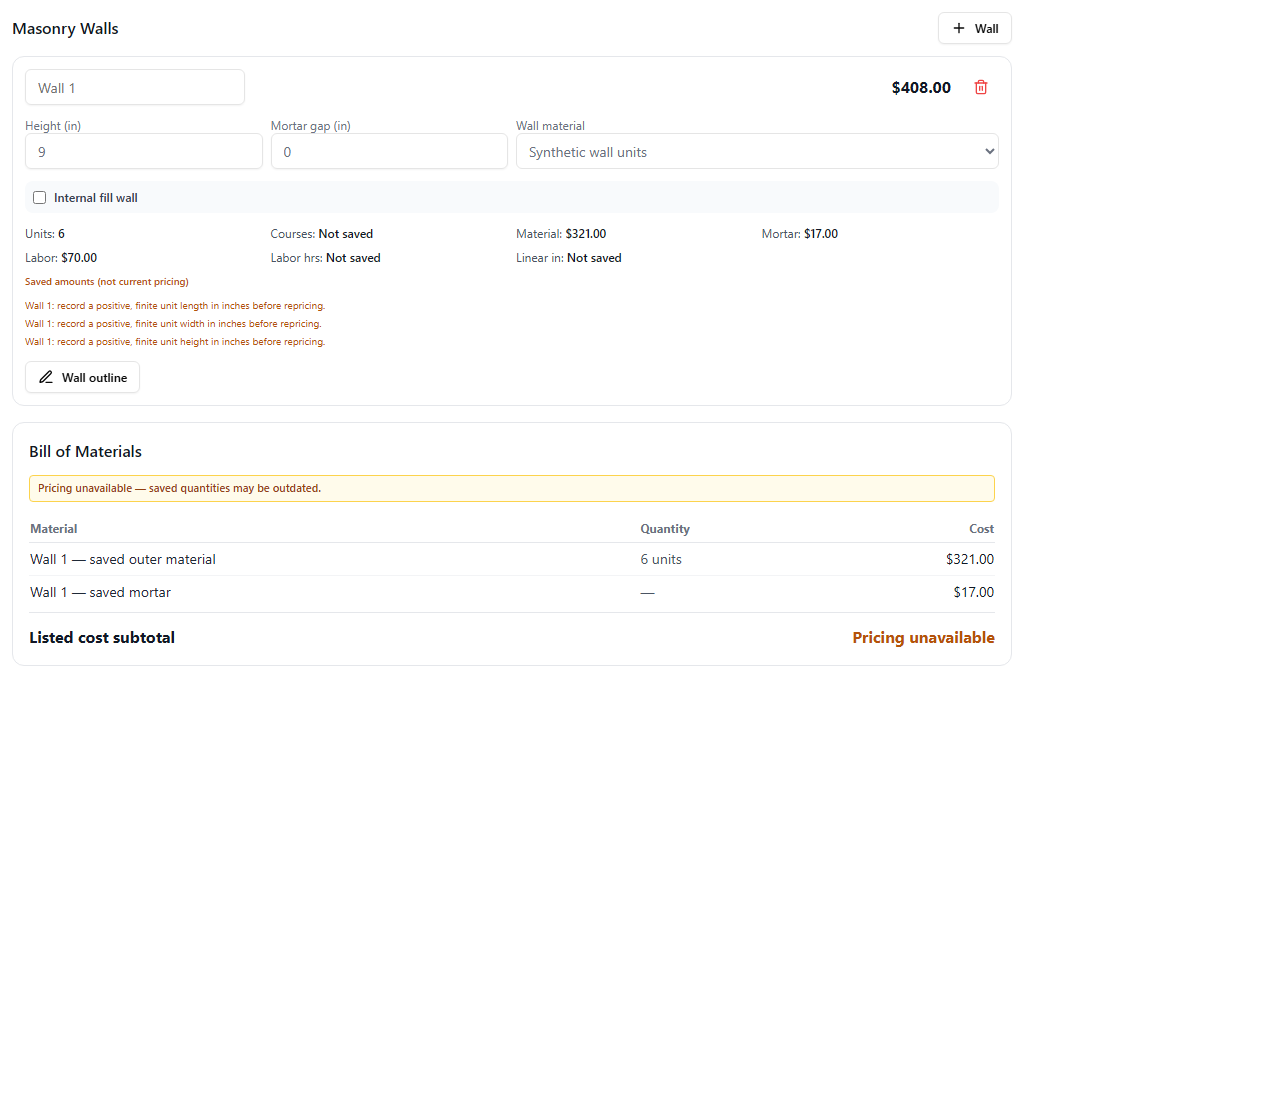 Masonry Walls
Wall
Wall 1
$408.00
Height (in)
Mortar gap (in)
Wall material
9
0
Synthetic wall units
Internal fill wall
Units: 6
Courses: Not saved
Material: $321.00
Mortar: $17.00
Labor: $70.00
Labor hrs: Not saved
Linear in: Not saved
Saved amounts (not current pricing)
Wall 1: record a positive, finite unit length in inches before repricing.
Wall 1: record a positive, finite unit width in inches before repricing.
Wall 1: record a positive, finite unit height in inches before repricing.
Wall outline
Bill of Materials
Pricing unavailable — saved quantities may be outdated.
Material Quantity Cost
Wall 1 — saved outer material 6 units $321.00
Wall 1 — saved mortar — $17.00
Listed cost subtotal Pricing unavailable